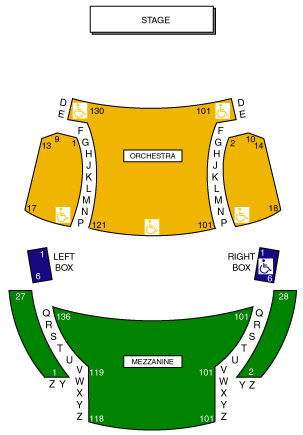 STAGE
D
E
130
101
D
E
F
G
H
J
K
L
M
N
P
13
9
1
17
ORCHESTRA
F
G
H
J
K
L
M
N
P
2
10
14
18
121
101
1
6
LEFT
BOX
RIGHT
BOX
1
6
27
28
136
101
Q
R
S
T
U
V
W
X
Y
Z
Q
R
S
T
U
V
W
X
Y
Z
MEZZANINE
119
101
1
Z Y
2
Y Z
118
101